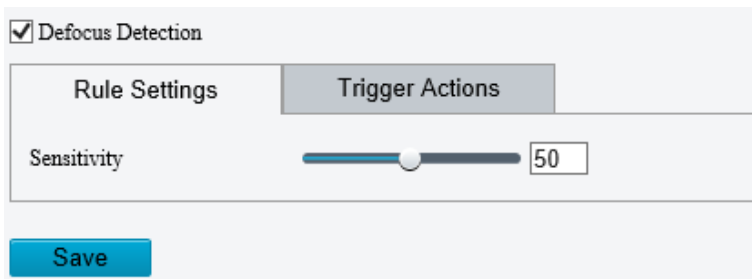 Defocus Detection
Rule Settings Trigger Actions
Sensitivity 50
Save